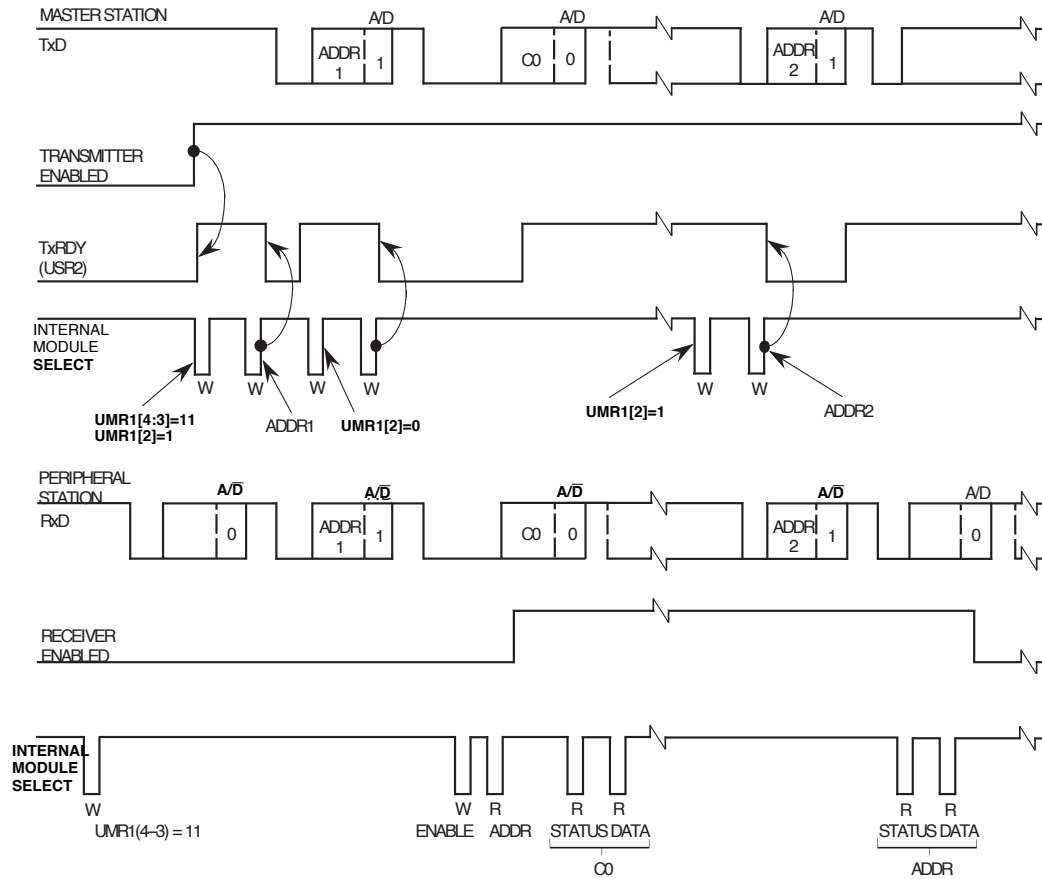 MASTER STATION
TxD
A/D
A/D
A/D
ADDR
1
1
C0
0
ADDR
2
1
TRANSMITTER
ENABLED
TxRDY
(USR2)
INTERNAL
MODULE
SELECT
W
W
W
W
W
W
UMR1[4:3]=11
UMR1[2]=1
ADDR1
UMR1[2]=0
UMR1[2]=1
ADDR2
PERIPHERAL
STATION
RxD
A/D̅
A/D̅
A/D̅
A/D̅
A/D
0
ADDR
1
1
C0
0
ADDR
2
1
0
RECEIVER
ENABLED
INTERNAL
MODULE
SELECT
W
W
R
R
R
R
R
UMR1(4–3) = 11
ENABLE
ADDR
STATUS DATA
STATUS DATA
C0
ADDR